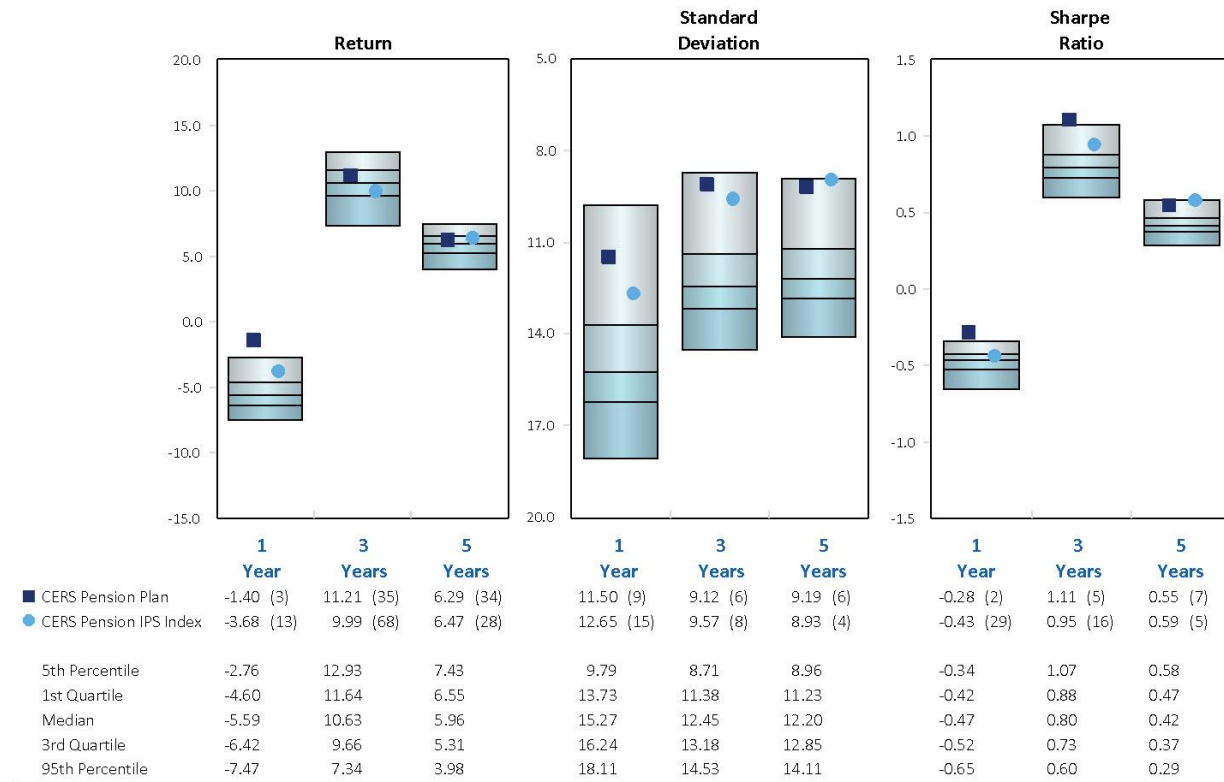 Return
Standard
Deviation
Sharpe
Ratio
20.0
15.0
10.0
5.0
0.0
-5.0
-10.0
-15.0
5.0
8.0
11.0
14.0
17.0
20.0
1.5
1.0
0.5
0.0
-0.5
-1.0
-1.5
1 3 5 1 3 5 1 3 5
Year Years Years Year Years Years Year Years Years
CERS Pension Plan -1.40 (3) 11.21 (35) 6.29 (34) 11.50 (9) 9.12 (6) 9.19 (6) -0.28 (2) 1.11 (5) 0.55 (7)
CERS Pension IPS Index -3.68 (13) 9.99 (68) 6.47 (28) 12.65 (15) 9.57 (8) 8.93 (4) -0.43 (29) 0.95 (16) 0.59 (5)
5th Percentile -2.76 12.93 7.43 9.79 8.71 8.96 -0.34 1.07 0.58
1st Quartile -4.60 11.64 6.55 13.73 11.38 11.23 -0.42 0.88 0.47
Median -5.59 10.63 5.96 15.27 12.45 12.20 -0.47 0.80 0.42
3rd Quartile -6.42 9.66 5.31 16.24 13.18 12.85 -0.52 0.73 0.37
95th Percentile -7.47 7.34 3.98 18.11 14.53 14.11 -0.65 0.60 0.29